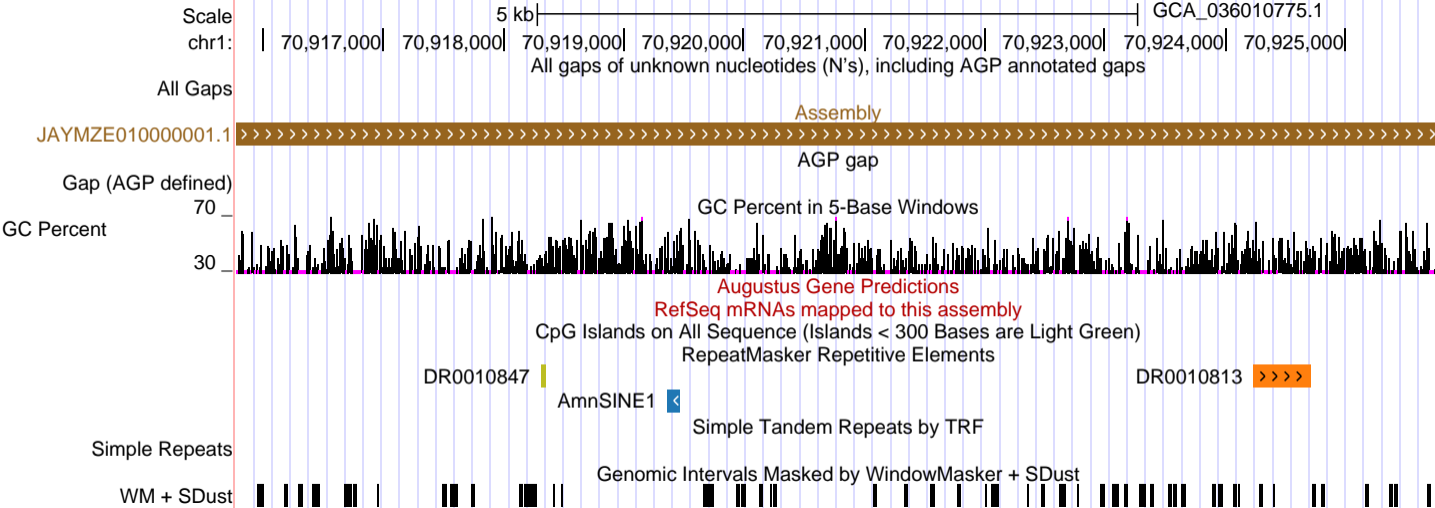 Scale 5 kb GCA_036010775.1
chr1: 70,917,000 70,918,000 70,919,000 70,920,000 70,921,000 70,922,000 70,923,000 70,924,000 70,925,000
All gaps of unknown nucleotides (N's), including AGP annotated gaps
All Gaps
Assembly
JAYMZE010000001.1
AGP gap
Gap (AGP defined)
GC Percent in 5-Base Windows
70
GC Percent
30
Augustus Gene Predictions
RefSeq mRNAs mapped to this assembly
CpG Islands on All Sequence (Islands < 300 Bases are Light Green)
RepeatMasker Repetitive Elements
DR0010847 DR0010813
AmnSINE1
Simple Tandem Repeats by TRF
Simple Repeats
Genomic Intervals Masked by WindowMasker + SDust
WM + SDust